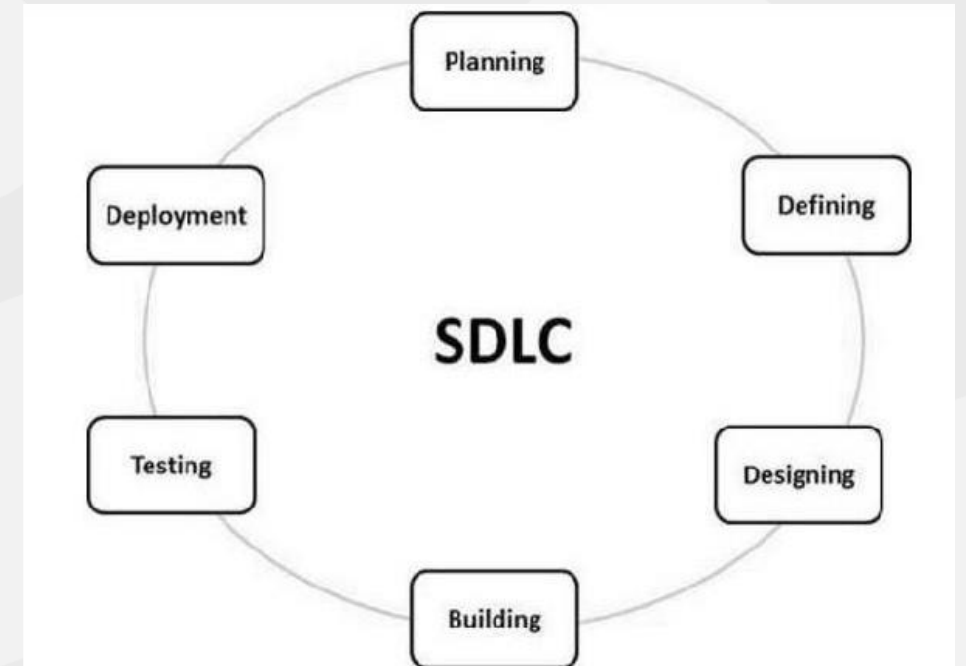 Planning
Defining
Designing
Building
Testing
Deployment
SDLC